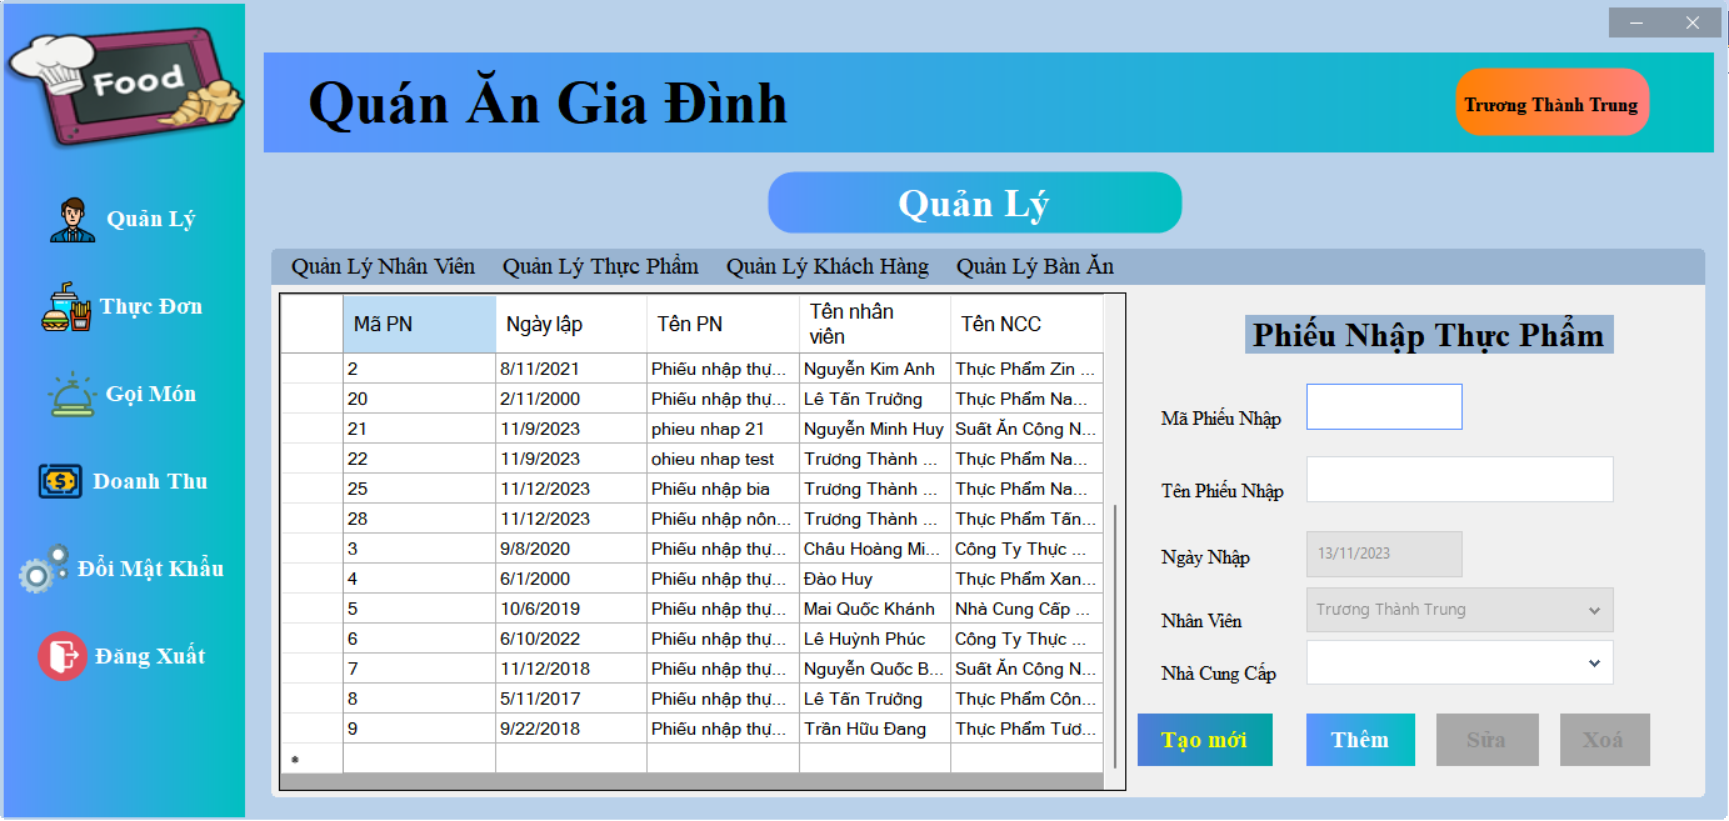 Food
Quán Ăn Gia Đình
Trương Thành Trung
Quản Lý
Thực Đơn
Gọi Món
Doanh Thu
Đổi Mật Khẩu
Đăng Xuất
Quản Lý
Quản Lý Nhân Viên Quản Lý Thực Phẩm Quản Lý Khách Hàng Quản Lý Bàn Ăn
Mã PN Ngày lập Tên PN Tên nhân viên Tên NCC
2 8/11/2021 Phiếu nhập thự... Nguyễn Kim Anh Thực Phẩm Zin ...
20 2/11/2000 Phiếu nhập thự... Lê Tấn Trưởng Thực Phẩm Na...
21 11/9/2023 phieu nhap 21 Nguyễn Minh Huy Suất Ăn Công N...
22 11/9/2023 ohieu nhap test Trương Thành ... Thực Phẩm Na...
25 11/12/2023 Phiếu nhập bia Trương Thành ... Thực Phẩm Na...
28 11/12/2023 Phiếu nhập nôn... Trương Thành ... Thực Phẩm Tấn...
3 9/8/2020 Phiếu nhập thự... Châu Hoàng Mi... Công Ty Thực ...
4 6/1/2000 Phiếu nhập thự... Đào Huy Thực Phẩm Xan...
5 10/6/2019 Phiếu nhập thự... Mai Quốc Khánh Nhà Cung Cấp ...
6 6/10/2022 Phiếu nhập thự... Lê Huỳnh Phúc Công Ty Thực ...
7 11/12/2018 Phiếu nhập thự... Nguyễn Quốc B... Suất Ăn Công N...
8 5/11/2017 Phiếu nhập thự... Lê Tấn Trưởng Thực Phẩm Côn...
9 9/22/2018 Phiếu nhập thự... Trần Hữu Đang Thực Phẩm Tươ...
*
Phiếu Nhập Thực Phẩm
Mã Phiếu Nhập
Tên Phiếu Nhập
Ngày Nhập 13/11/2023
Nhân Viên Trương Thành Trung
Nhà Cung Cấp
Tạo mới Thêm Sửa Xoá